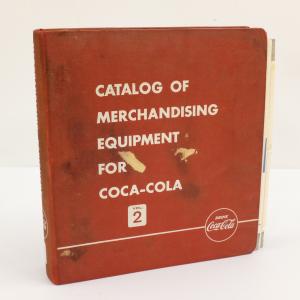 CATALOG OF
MERCHANDISING
EQUIPMENT
FOR
COCA-COLA
VOL.
2
DRINK
Coca-Cola